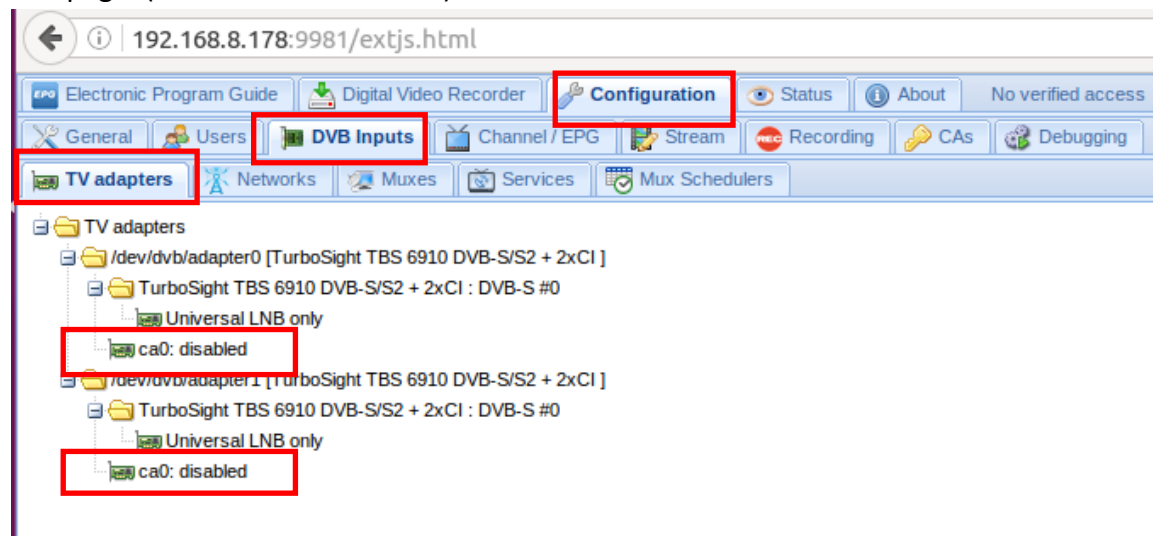 192.168.8.178:9981/extjs.html
EPG Electronic Program Guide Digital Video Recorder Configuration Status About No verified access
General Users DVB Inputs Channel / EPG Stream REC Recording CAs Debugging
TV adapters Networks Muxes Services Mux Schedulers
TV adapters
/dev/dvb/adapter0 [TurboSight TBS 6910 DVB-S/S2 + 2xCI ]
TurboSight TBS 6910 DVB-S/S2 + 2xCI : DVB-S #0
Universal LNB only
ca0: disabled
/dev/dvb/adapter1 [TurboSight TBS 6910 DVB-S/S2 + 2xCI ]
TurboSight TBS 6910 DVB-S/S2 + 2xCI : DVB-S #0
Universal LNB only
ca0: disabled